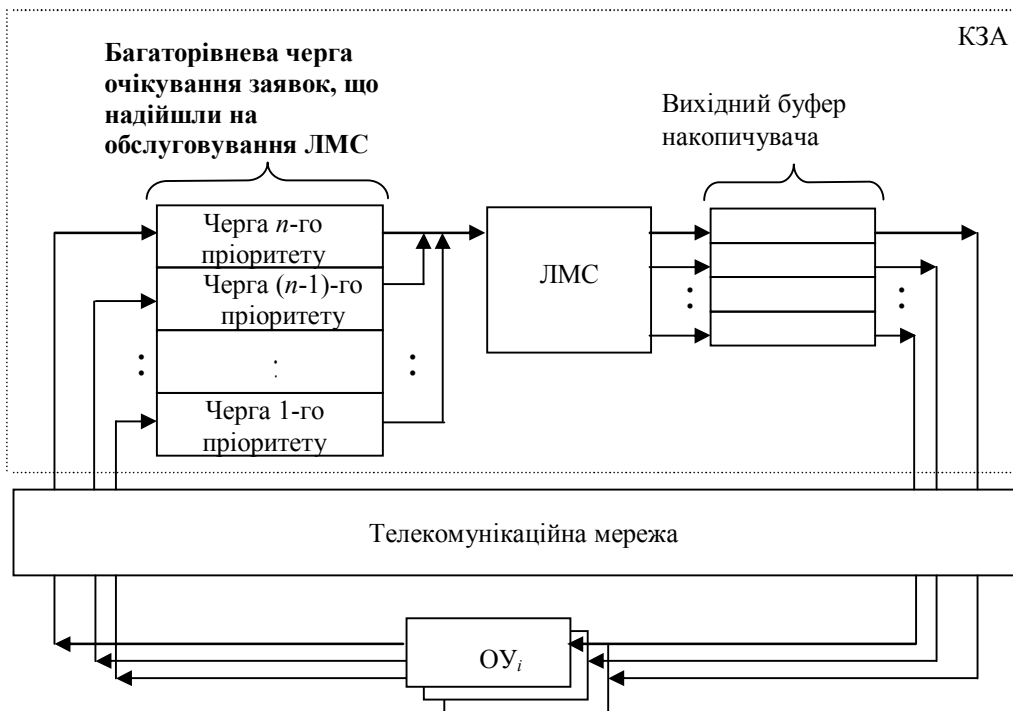 КЗА
Багаторівнева черга
очікування заявок, що
надійшли на
обслуговування ЛМС
Вихідний буфер
накопичувача
Черга n-го
пріоритету
Черга (n-1)-го
пріоритету
Черга 1-го
пріоритету
ЛМС
Телекомунікаційна мережа
ОУi